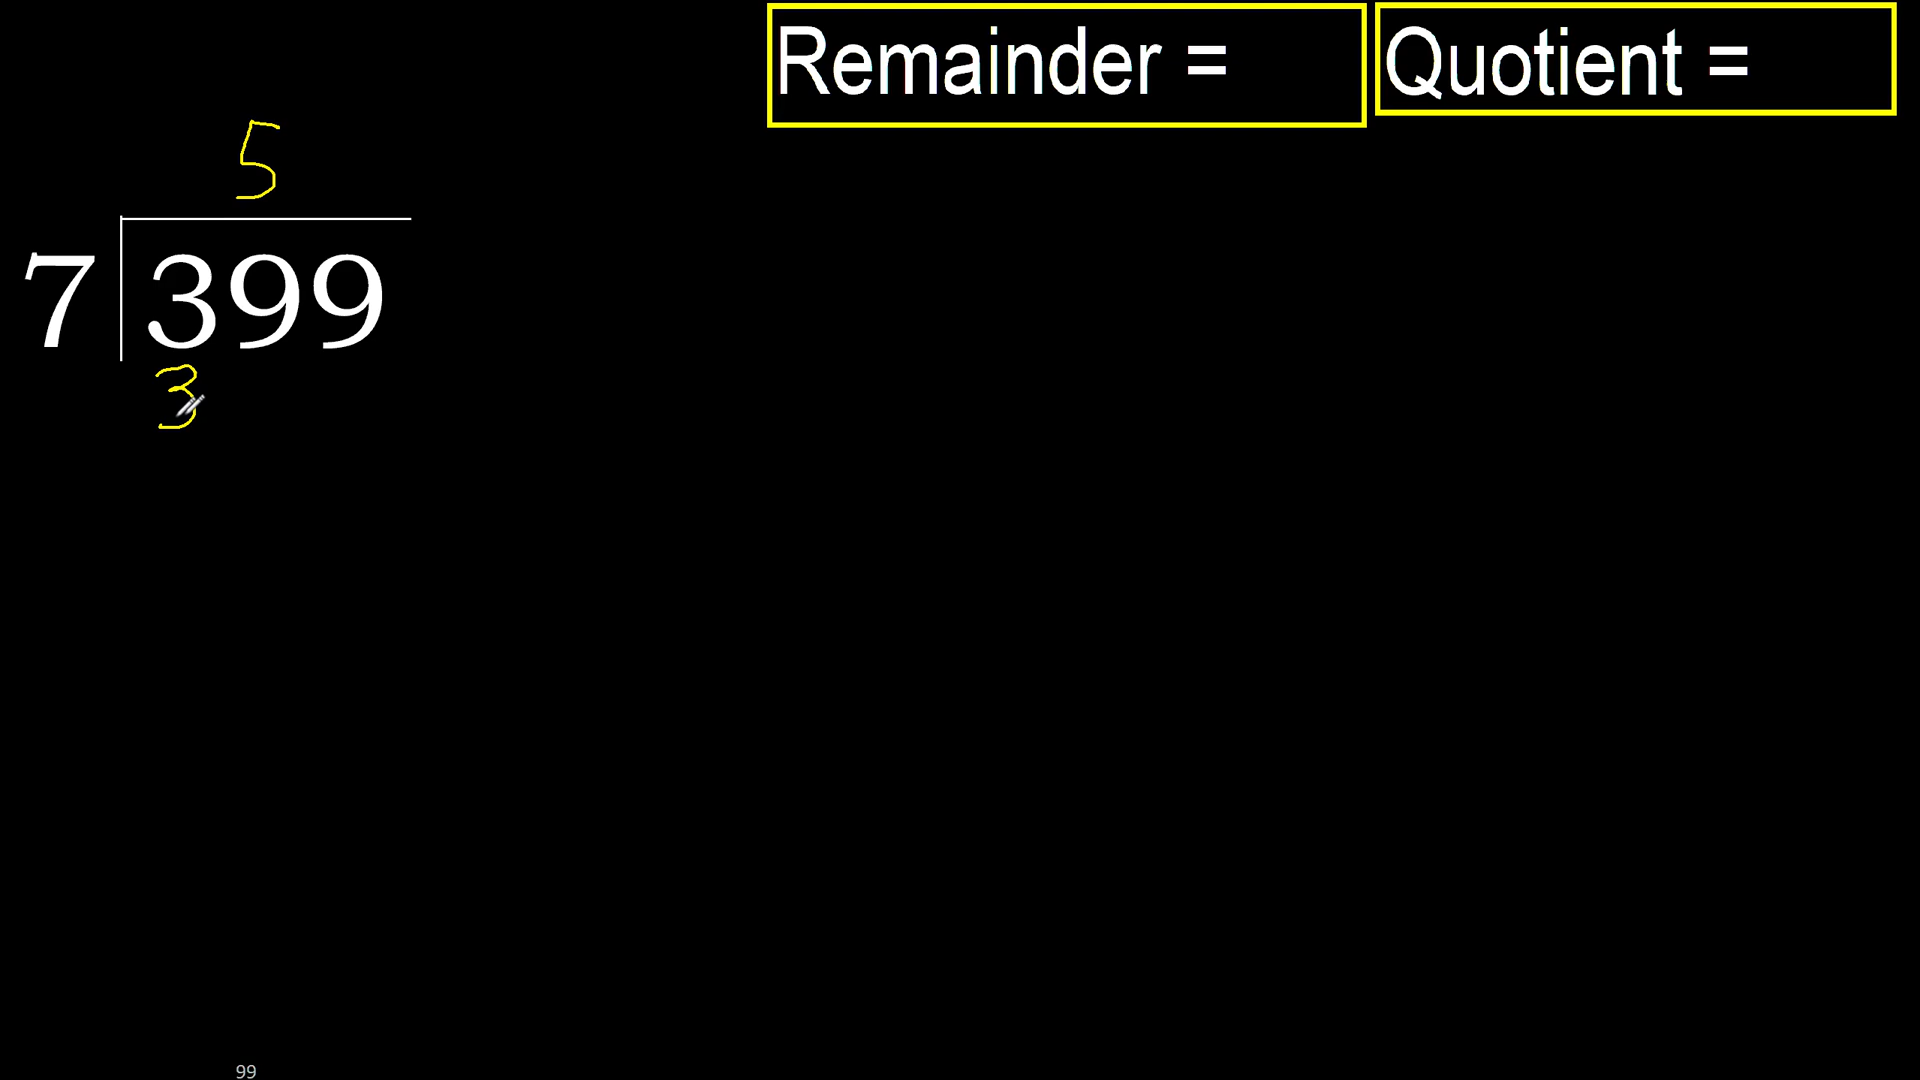 Remainder =
Quotient =
5
7 399
3
99